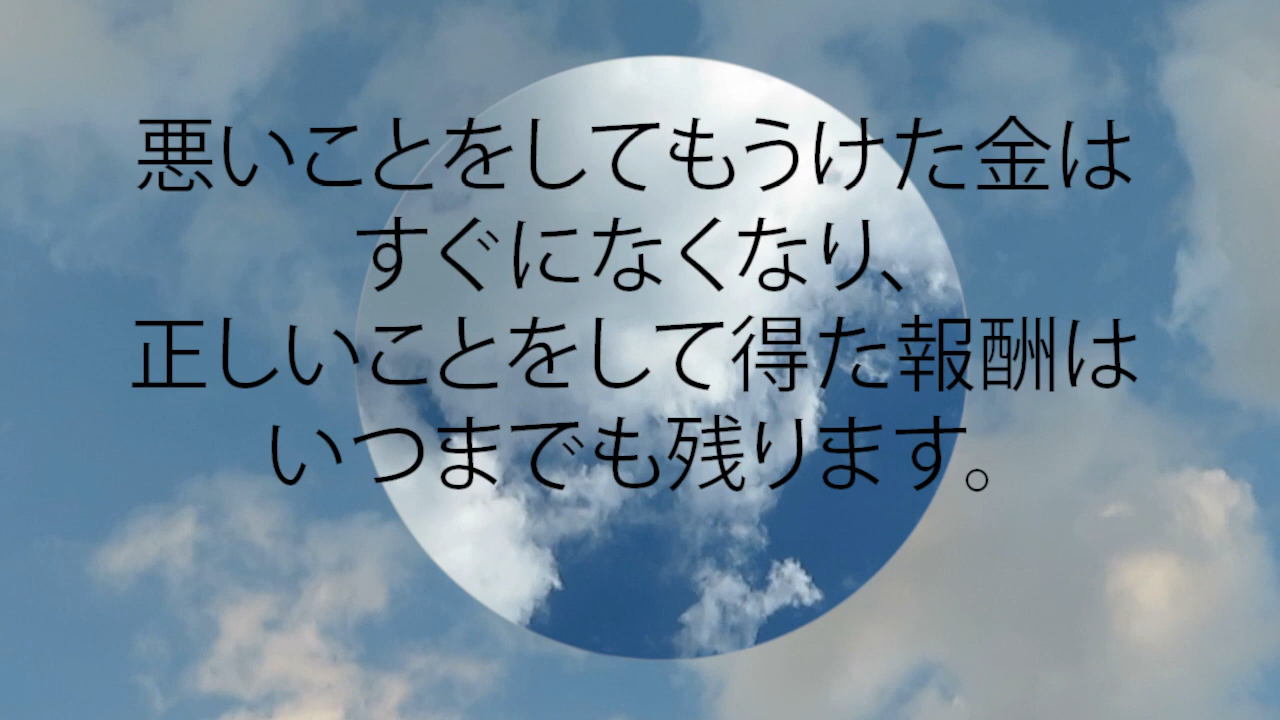 悪いことをしてもうけた金は
すぐになくなり、
正しいことをして得た報酬は
いつまでも残ります。